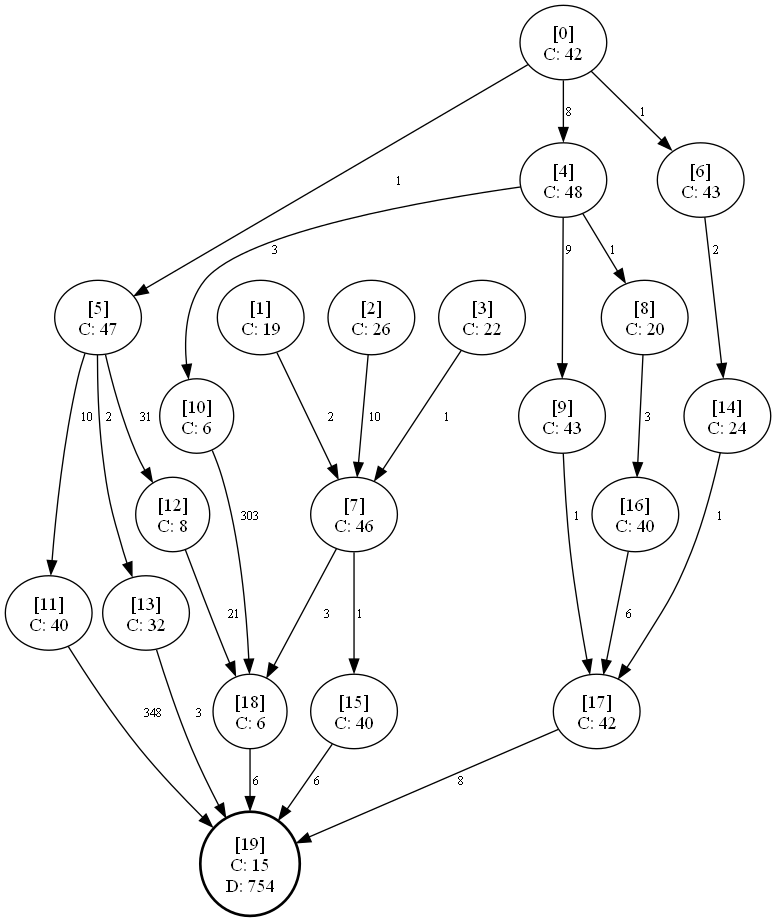 [0]
C: 42
1
8
1
[4]
C: 48
[6]
C: 43
3
9
1
2
[5]
C: 47
[1]
C: 19
[2]
C: 26
[3]
C: 22
[8]
C: 20
10
2
31
[10]
C: 6
2
10
1
[9]
C: 43
3
[14]
C: 24
[12]
C: 8
303
[7]
C: 46
1
[16]
C: 40
1
[11]
C: 40
[13]
C: 32
21
3
1
6
348
3
[18]
C: 6
[15]
C: 40
[17]
C: 42
6
6
8
[19]
C: 15
D: 754